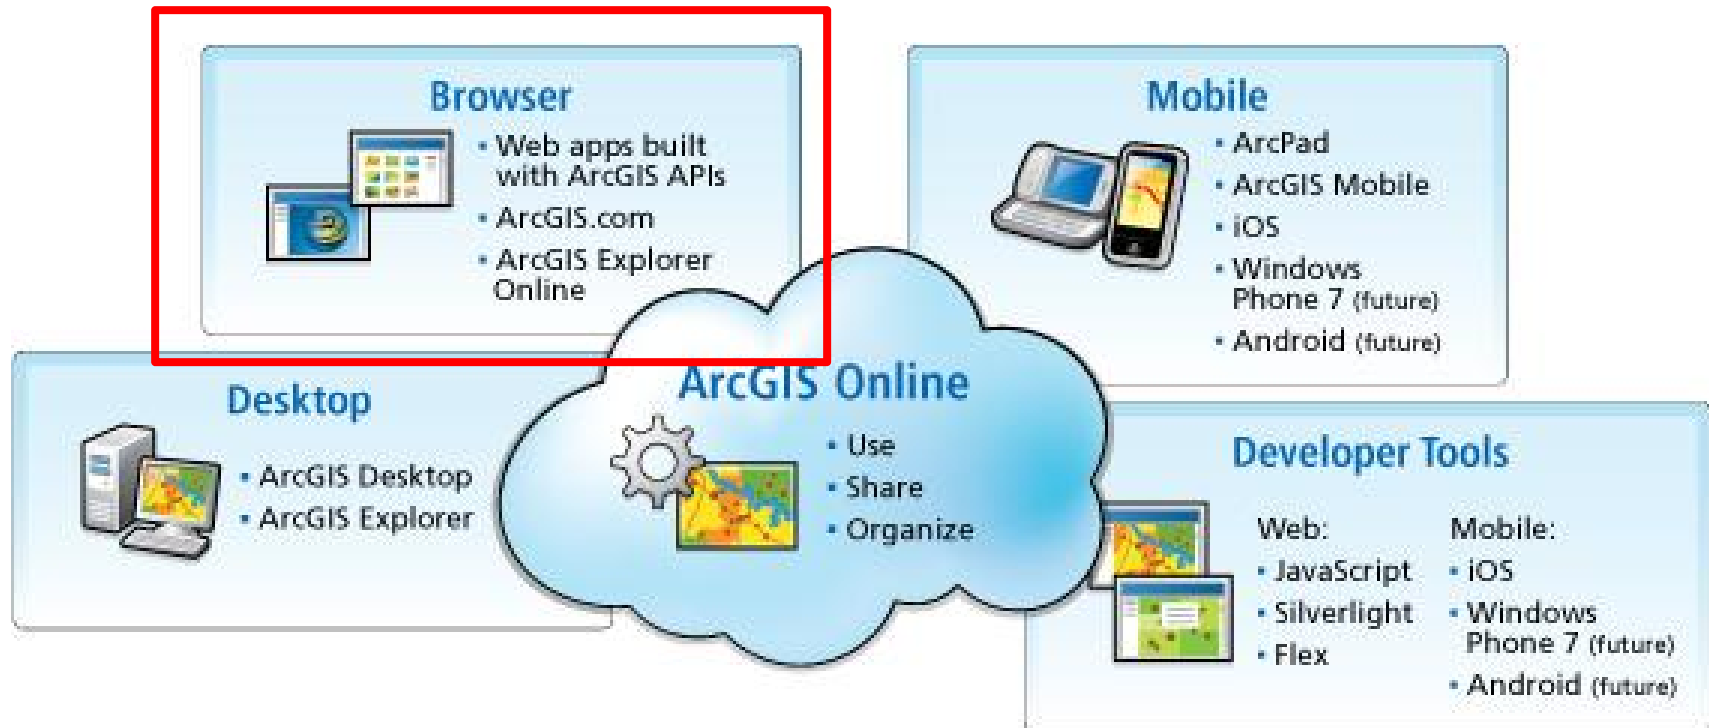 Browser
• Web apps built
with ArcGIS APIs
• ArcGIS.com
• ArcGIS Explorer
Online
Mobile
• ArcPad
• ArcGIS Mobile
• iOS
• Windows
Phone 7 (future)
• Android (future)
Desktop
• ArcGIS Desktop
• ArcGIS Explorer
ArcGIS Online
• Use
• Share
• Organize
Developer Tools
Web:
• JavaScript
• Silverlight
• Flex
Mobile:
• iOS
• Windows
Phone 7 (future)
• Android (future)